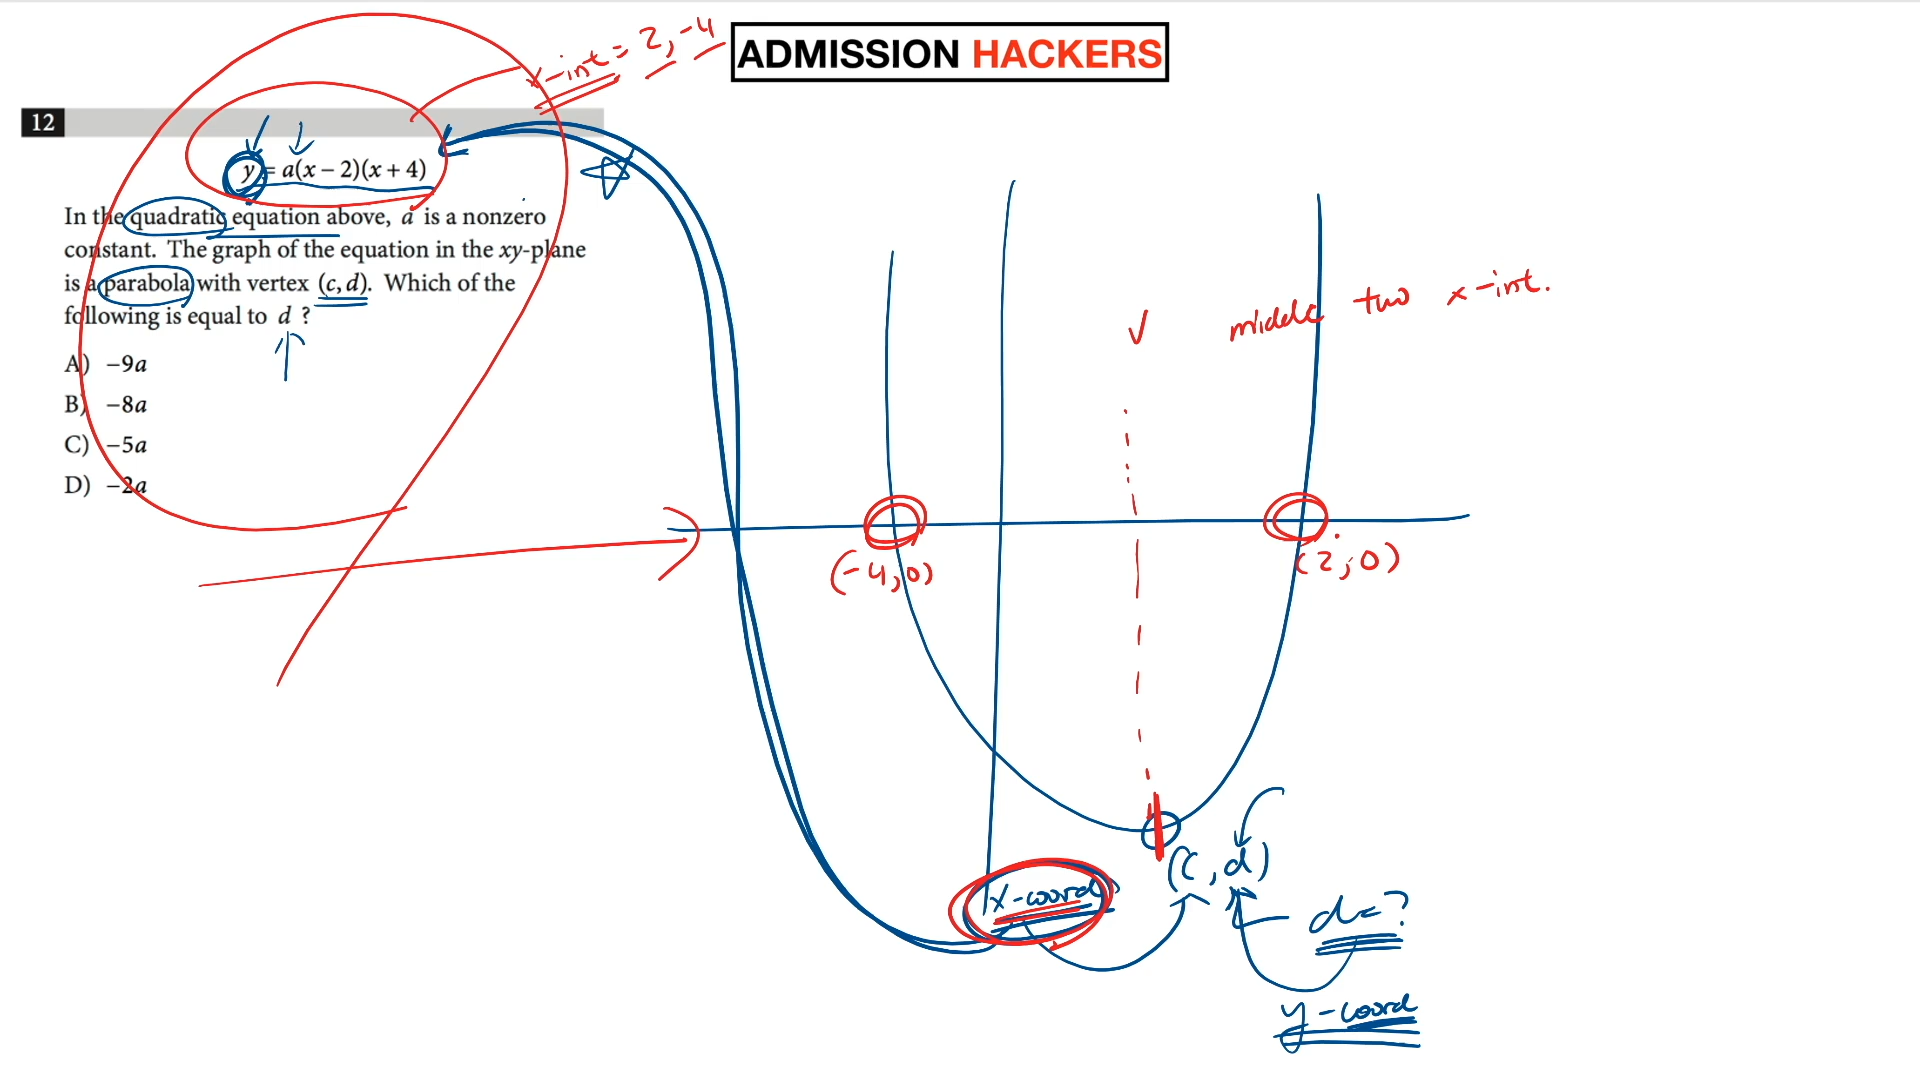 x-int = 2, -4
ADMISSION HACKERS
12
y = a(x – 2)(x + 4)
In the quadratic equation above, a is a nonzero
constant. The graph of the equation in the xy-plane
is a parabola with vertex (c, d). Which of the
following is equal to d ?
A) –9a
B) –8a
C) –5a
D) –2a
middle two x-int.
(-4,0)
(2,0)
(c,d)
x-coord
d=?
y-coord